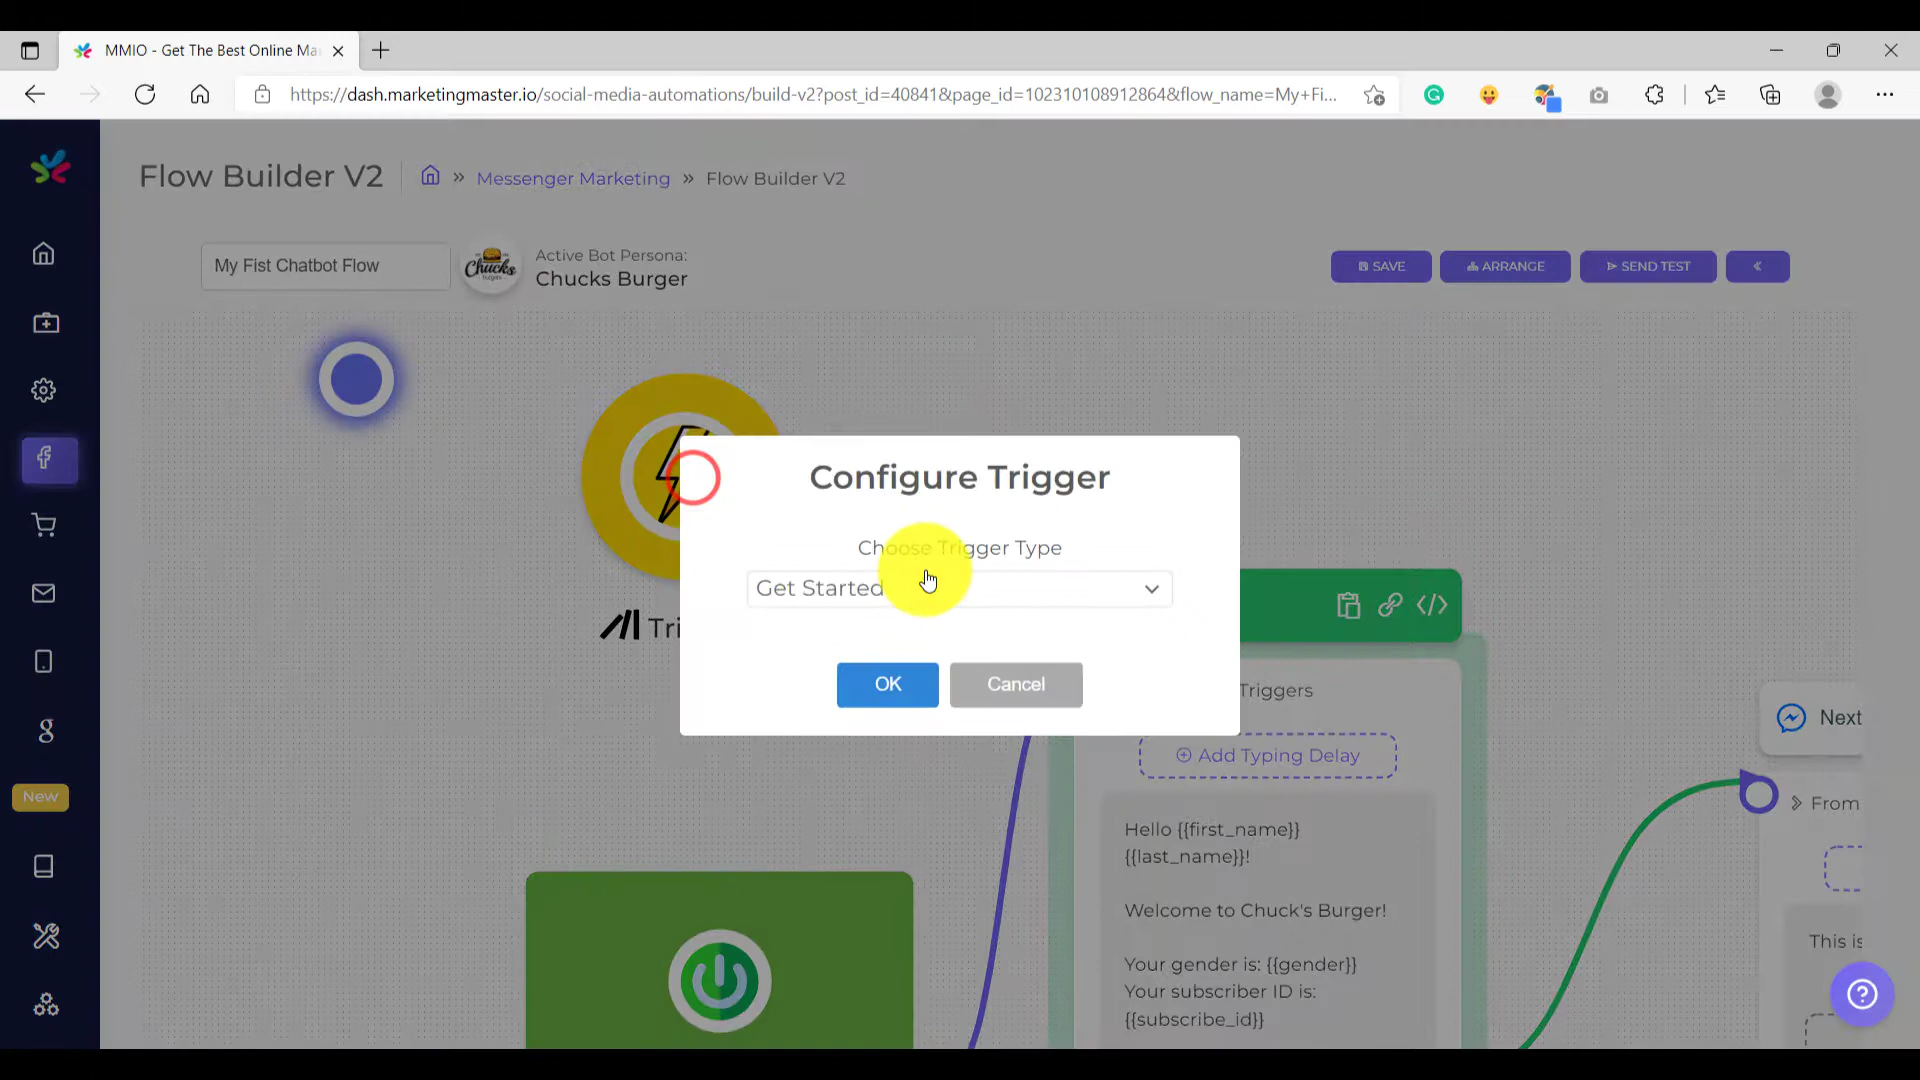 MMIO - Get The Best Online Ma
https://dash.marketingmaster.io/social-media-automations/build-v2?post_id=40841&page_id=102310108912864&flow_name=My+Fi...
Flow Builder V2
» Messenger Marketing » Flow Builder V2
My Fist Chatbot Flow
Chucks
burgers
Active Bot Persona:
Chucks Burger
SAVE
ARRANGE
SEND TEST
Configure Trigger
Choose Trigger Type
Get Started
OK
Cancel
Tri
Triggers
Add Typing Delay
Hello {{first_name}}
{{last_name}}!
Welcome to Chuck's Burger!
Your gender is: {{gender}}
Your subscriber ID is:
{{subscribe_id}}
Next
From
This is
New